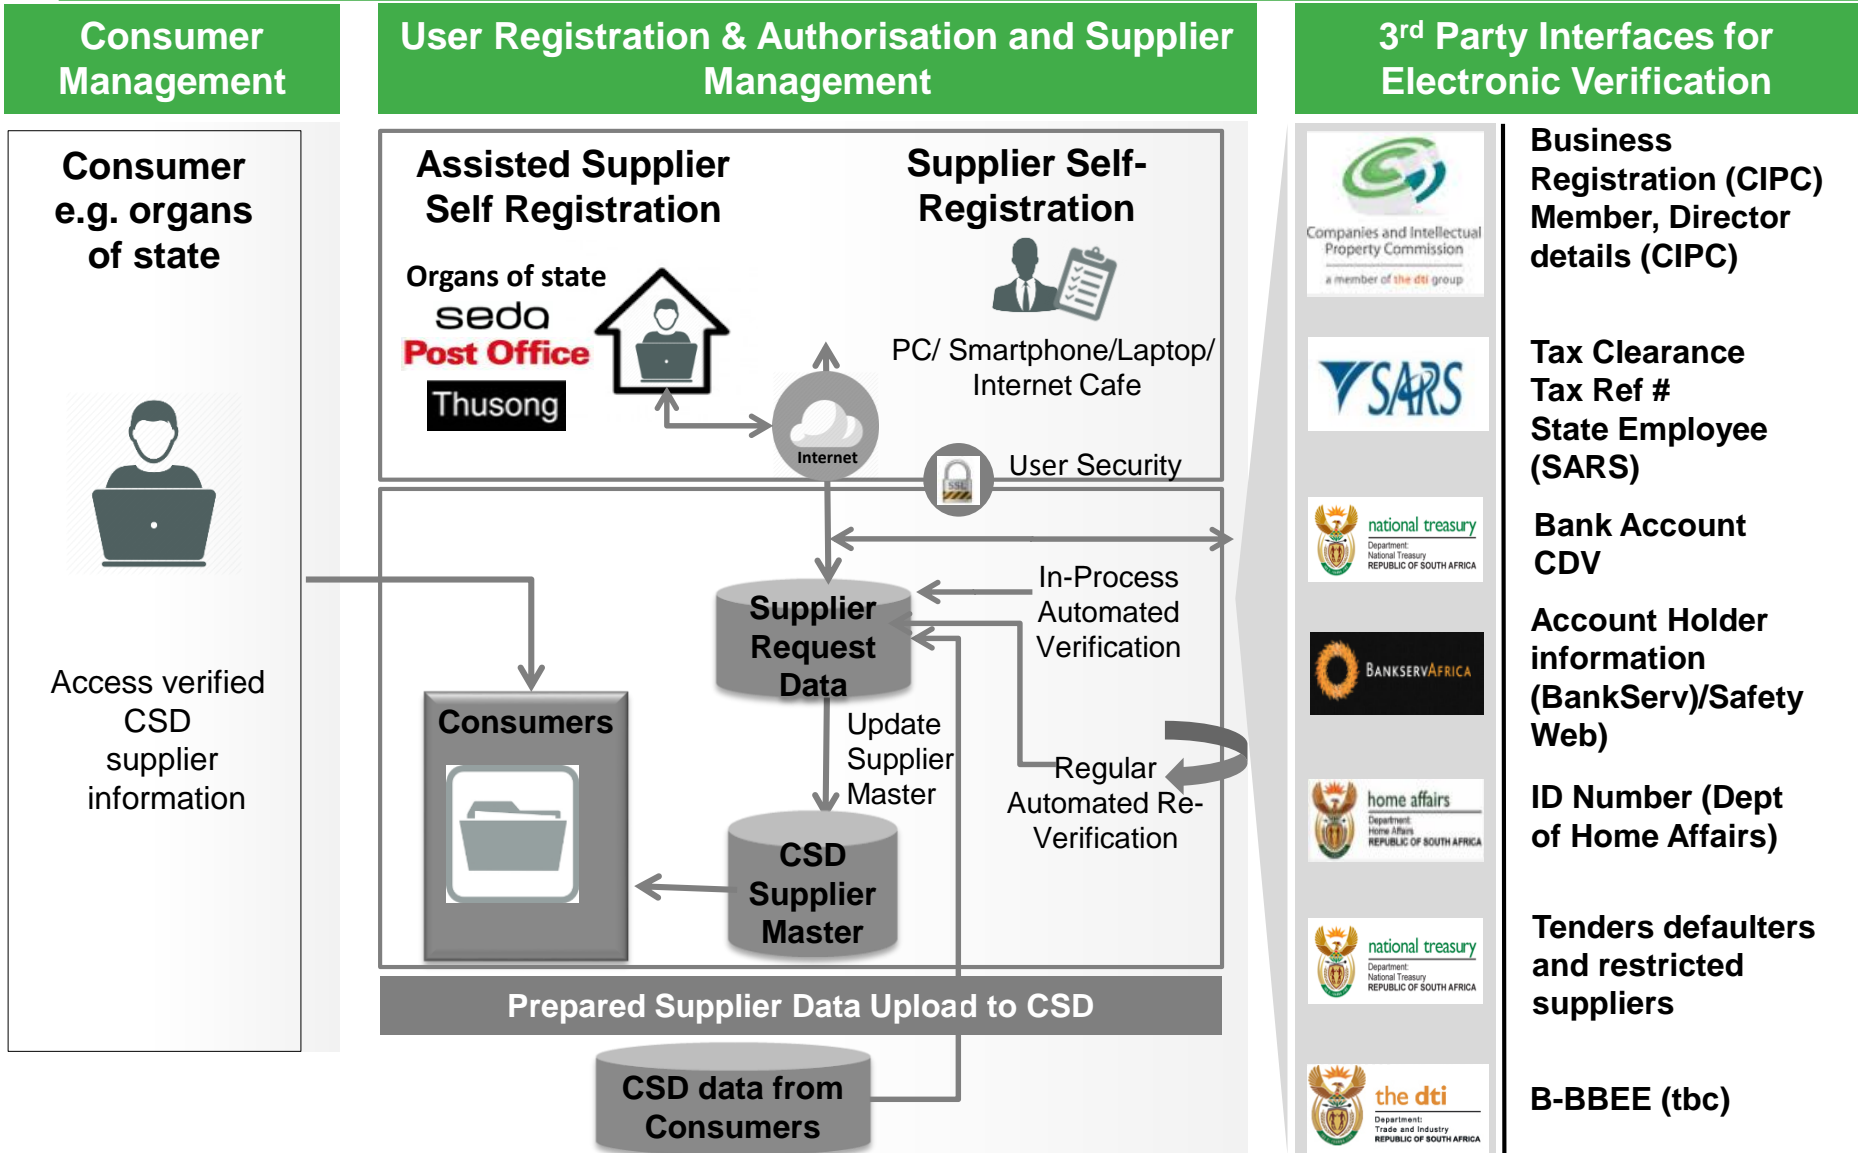 Consumer
Management
User Registration & Authorisation and Supplier
Management
3rd Party Interfaces for
Electronic Verification
Consumer
e.g. organs
of state
Access verified
CSD
supplier
information
Assisted Supplier
Self Registration
Organs of state
seda
Post Office
Thusong
Supplier Self-
Registration
PC/ Smartphone/Laptop/
Internet Cafe
Internet
SSL
User Security
Supplier
Request
Data
In-Process
Automated
Verification
Consumers
Update
Supplier
Master
Regular
Automated Re-
Verification
CSD
Supplier
Master
Prepared Supplier Data Upload to CSD
CSD data from
Consumers
Companies and Intellectual
Property Commission
a member of the dti group
Business
Registration (CIPC)
Member, Director
details (CIPC)
SARS
Tax Clearance
Tax Ref #
State Employee
(SARS)
national treasury
Department:
National Treasury
REPUBLIC OF SOUTH AFRICA
Bank Account
CDV
BANKSERVAFRICA
Account Holder
information
(BankServ)/Safety
Web)
home affairs
Department:
Home Affairs
REPUBLIC OF SOUTH AFRICA
ID Number (Dept
of Home Affairs)
national treasury
Department:
National Treasury
REPUBLIC OF SOUTH AFRICA
Tenders defaulters
and restricted
suppliers
the dti
Department:
Trade and Industry
REPUBLIC OF SOUTH AFRICA
B-BBEE (tbc)